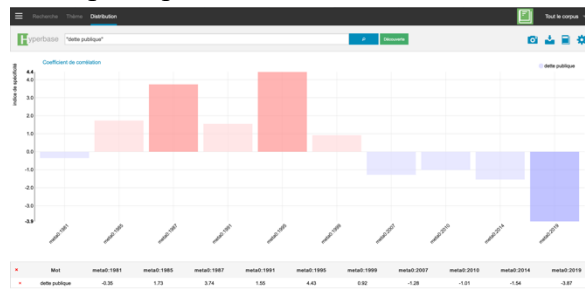 Recherche Thème Distribution Tout le corpus
Hyperbase "dette publique" Découverte
Coefficient de corrélation
dette publique
indice de spécificité
4.4
4.0
3.0
2.0
1.0
0.0
-1.0
-2.0
-3.0
-3.9
meta0:1981 meta0:1985 meta0:1987 meta0:1991 meta0:1995 meta0:1999 meta0:2007 meta0:2010 meta0:2014 meta0:2019
Mot meta0:1981 meta0:1985 meta0:1987 meta0:1991 meta0:1995 meta0:1999 meta0:2007 meta0:2010 meta0:2014 meta0:2019
dette publique -0.35 1.73 3.74 1.55 4.43 0.92 -1.28 -1.01 -1.54 -3.87